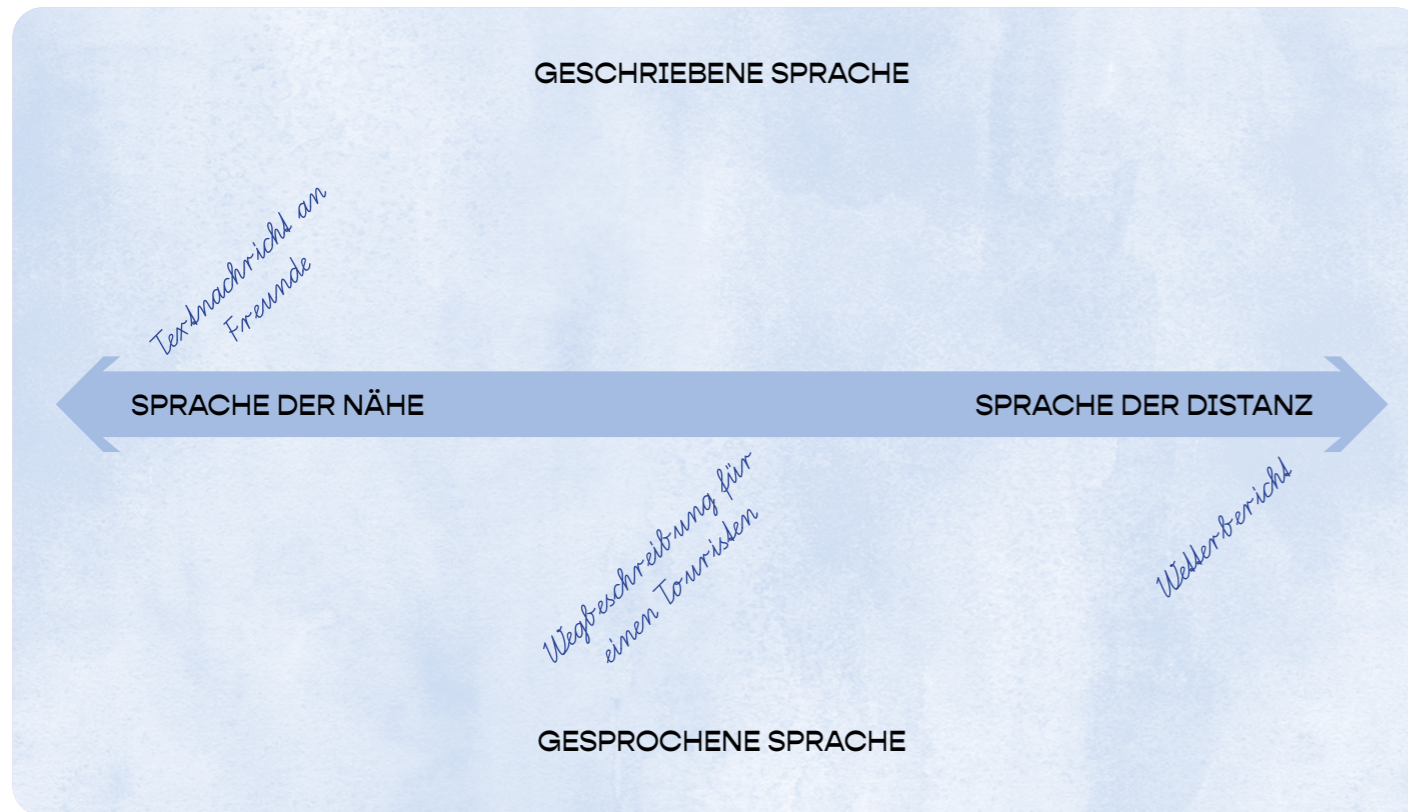 GESCHRIEBENE SPRACHE
Textnachricht an
Freunde
SPRACHE DER NÄHE
SPRACHE DER DISTANZ
Wegbeschreibung für
einen Touristen
Wetterbericht
GESPROCHENE SPRACHE